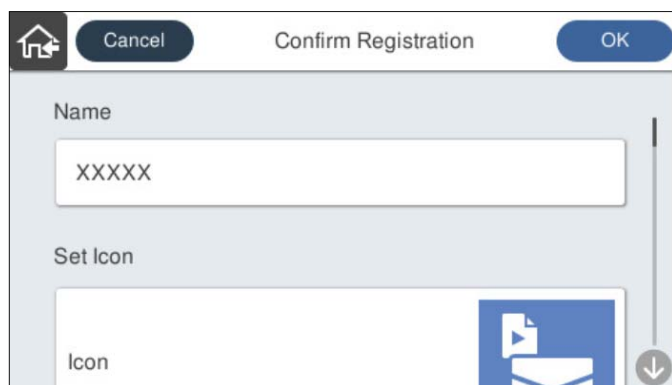 Cancel Confirm Registration OK
Name
XXXXX
Set Icon
Icon